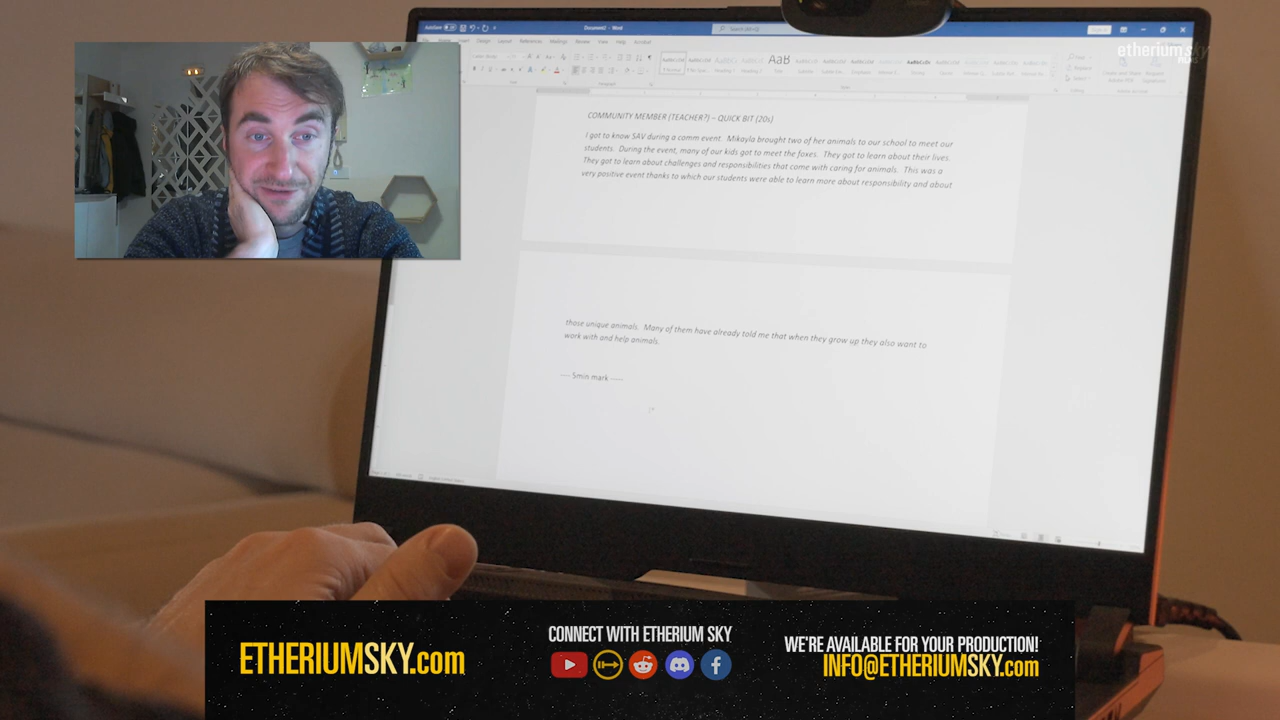 Document2 - Word
etherium sky
FILMS
AaB
COMMUNITY MEMBER (TEACHER?) – QUICK BIT (20s)
I got to know SAV during a comm event. Mikayla brought two of her animals to our school to meet our
students. During the event, many of our kids got to meet the foxes. They got to learn about their lives.
They got to learn about challenges and responsibilities that come with caring for animals. This was a
very positive event thanks to which our students were able to learn more about responsibility and about
those unique animals. Many of them have already told me that when they grow up they also want to
work with and help animals.
---- 5min mark -----
ETHERIUMSKY.com
CONNECT WITH ETHERIUM SKY
WE'RE AVAILABLE FOR YOUR PRODUCTION!
INFO@ETHERIUMSKY.com